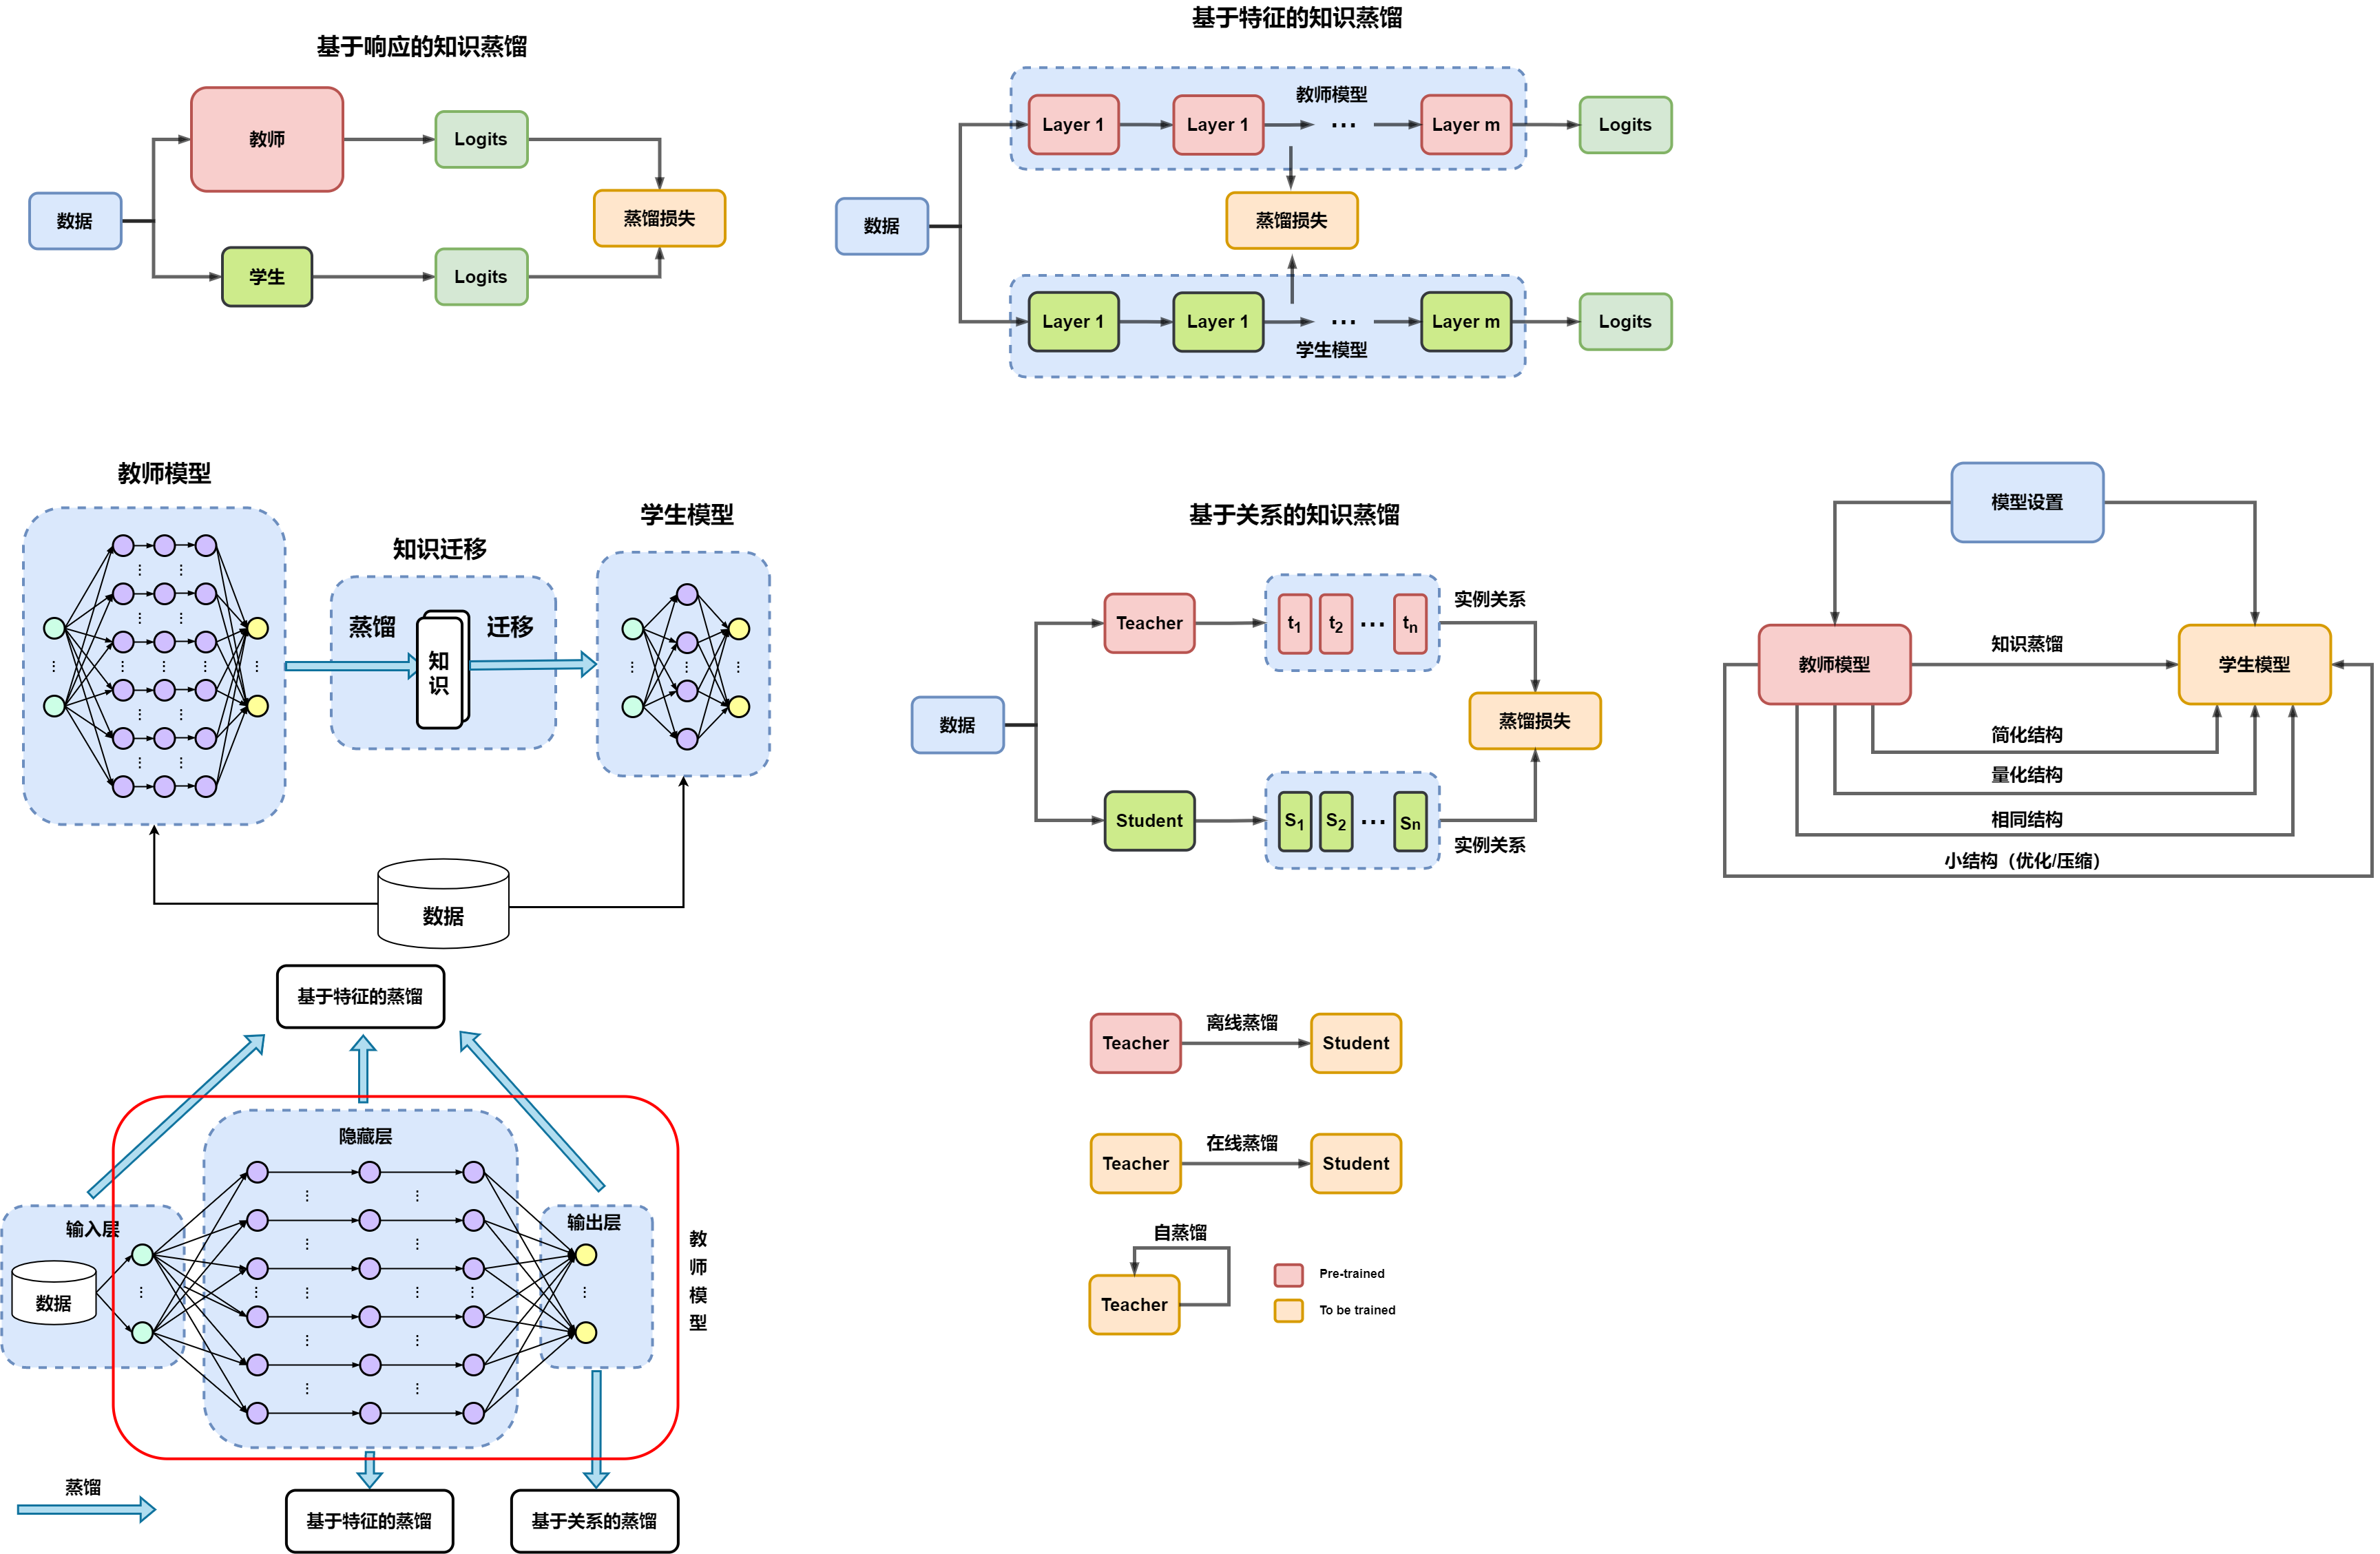 基于响应的知识蒸馏
教师
Logits
数据
蒸馏损失
学生
Logits
基于特征的知识蒸馏
教师模型
Layer 1
Layer 1
...
Layer m
Logits
数据
蒸馏损失
Layer 1
Layer 1
...
Layer m
Logits
学生模型
教师模型
学生模型
知识迁移
蒸馏
知
识
迁移
数据
基于关系的知识蒸馏
Teacher
t1
t2
...
tn
实例关系
数据
蒸馏损失
Student
S1
S2
...
Sn
实例关系
模型设置
教师模型
知识蒸馏
学生模型
简化结构
量化结构
相同结构
小结构（优化/压缩）
基于特征的蒸馏
隐藏层
输入层
输出层
数据
教
师
模
型
蒸馏
基于特征的蒸馏
基于关系的蒸馏
Teacher
离线蒸馏
Student
Teacher
在线蒸馏
Student
自蒸馏
Teacher
Pre-trained
To be trained